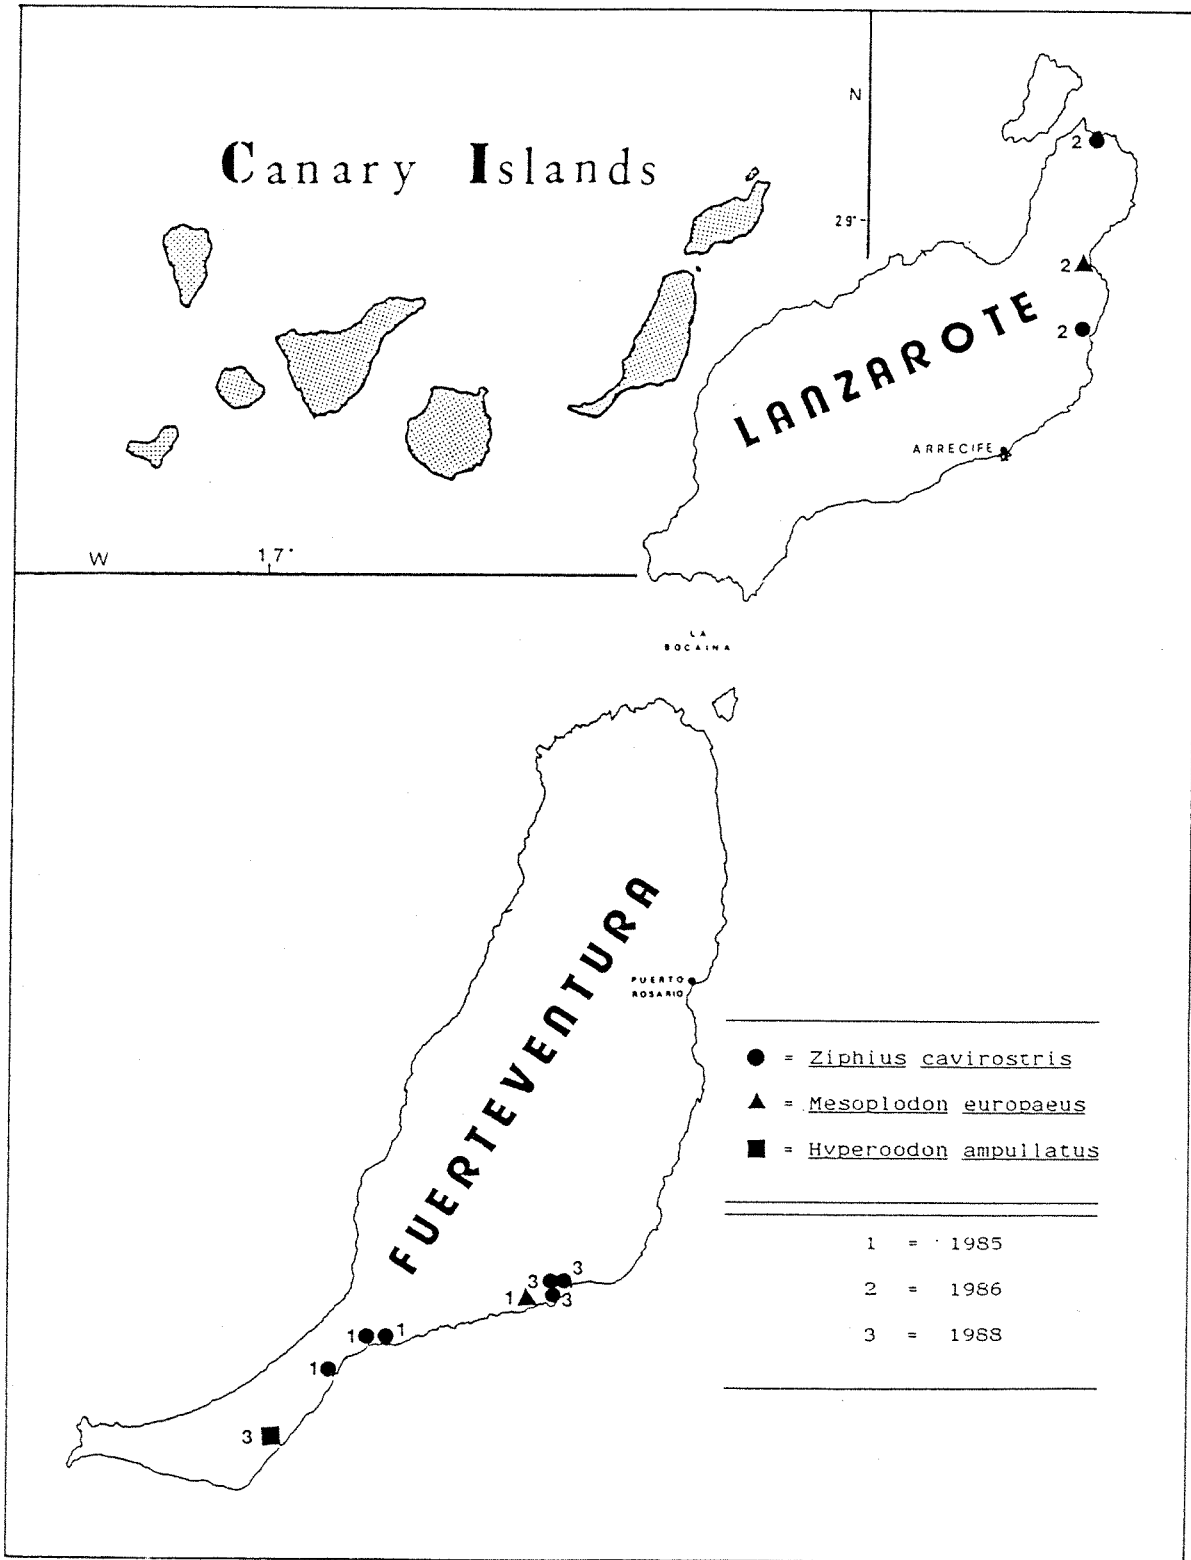 Canary Islands
N
29°
W
17°
2
2
2
LANZAROTE
ARRECIFE
LA
BOCAINA
FUERTEVENTURA
PUERTO
ROSARIO
● = Ziphius cavirostris
▲ = Mesoplodon europaeus
■ = Hyperoodon ampullatus
1 = 1985
2 = 1986
3 = 1988
3 3
1 3
1 1
1
3